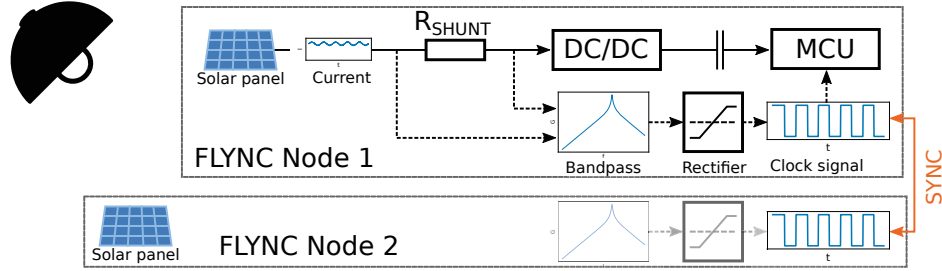 R_SHUNT
DC/DC
MCU
Solar panel
Current
t
FLYNC Node 1
G
f
Bandpass
Rectifier
t
Clock signal
SYNC
Solar panel
FLYNC Node 2
G
t